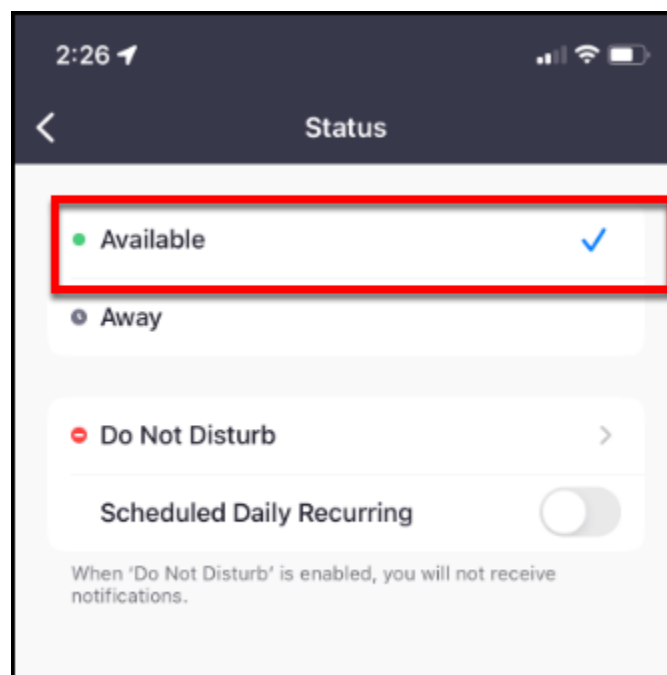 2:26
Status
Available
Away
Do Not Disturb
Scheduled Daily Recurring
When 'Do Not Disturb' is enabled, you will not receive
notifications.